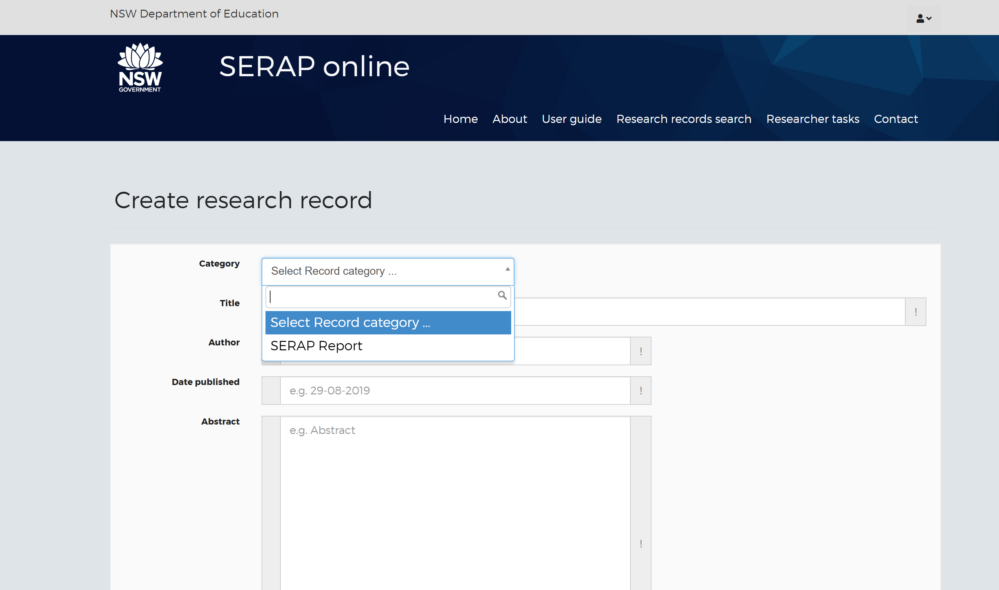 NSW Department of Education
NSW
GOVERNMENT
SERAP online
Home About User guide Research records search Researcher tasks Contact
Create research record
Category
Select Record category ...
Select Record category ...
SERAP Report
Title
!
Author
!
Date published
e.g. 29-08-2019
!
Abstract
e.g. Abstract
!